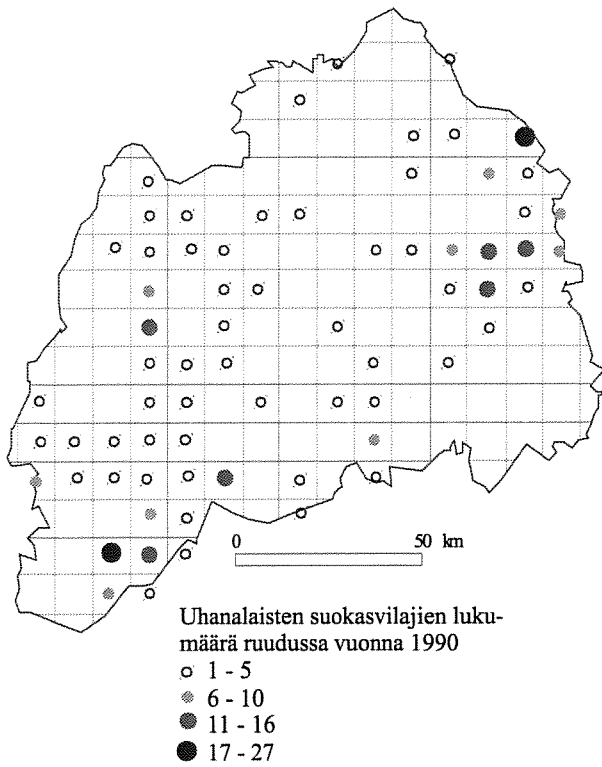 0 50 km
Uhanalaisten suokasvilajien luku-
määrä ruudussa vuonna 1990
1 - 5
6 - 10
11 - 16
17 - 27